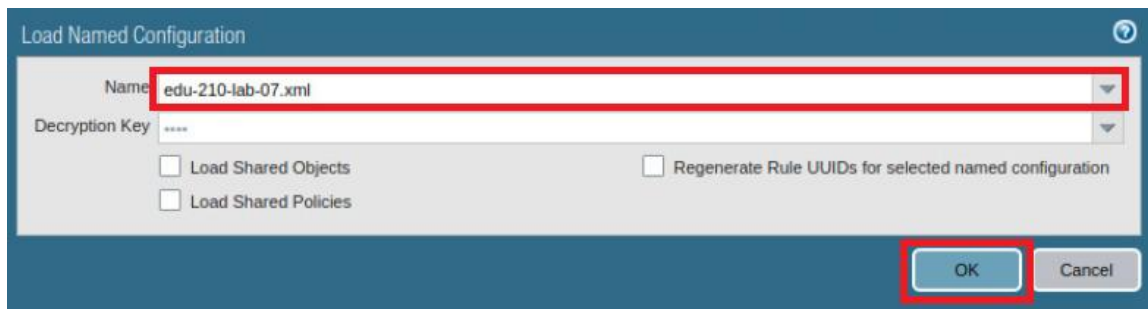 Load Named Configuration
Name edu-210-lab-07.xml
Decryption Key ****
Load Shared Objects
Regenerate Rule UUIDs for selected named configuration
Load Shared Policies
OK Cancel